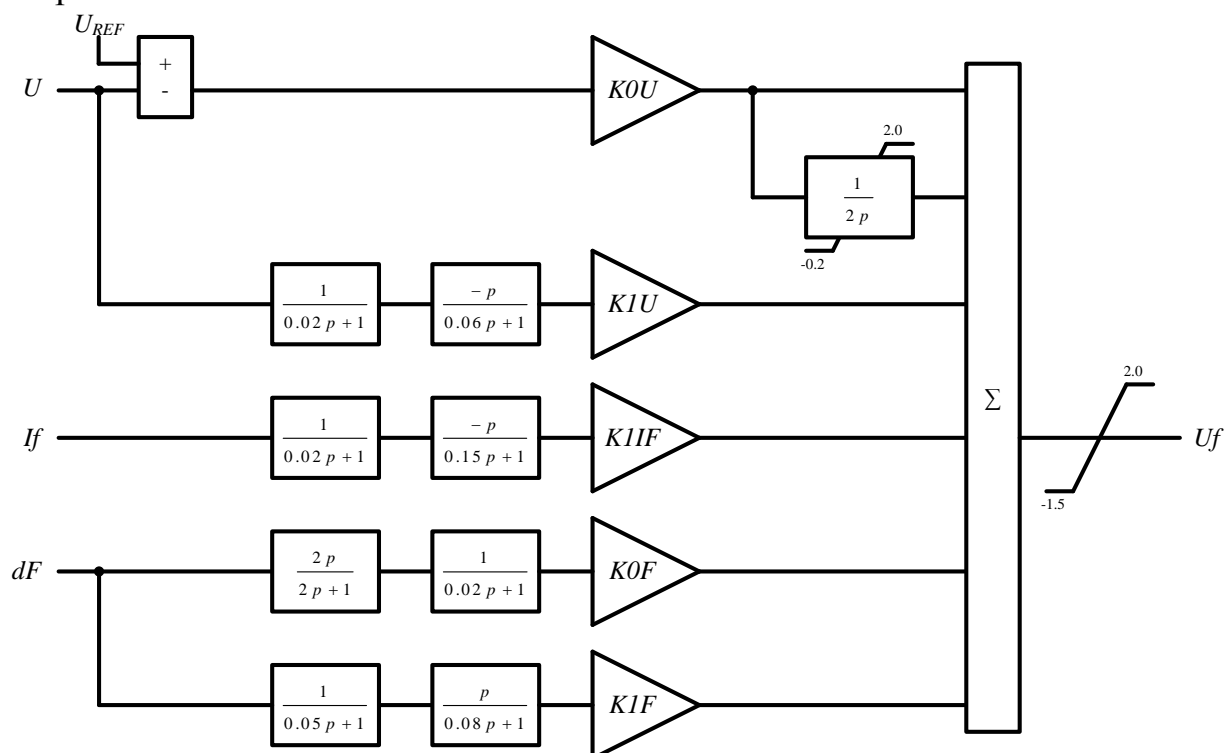 U_REF
+
U
-
K0U
2.0
1
2 p
-0.2
1
0.02 p + 1
– p
0.06 p + 1
K1U
2.0
If
1
0.02 p + 1
– p
0.15 p + 1
K1IF
Σ
Uf
-1.5
dF
2 p
2 p + 1
1
0.02 p + 1
K0F
1
0.05 p + 1
p
0.08 p + 1
K1F